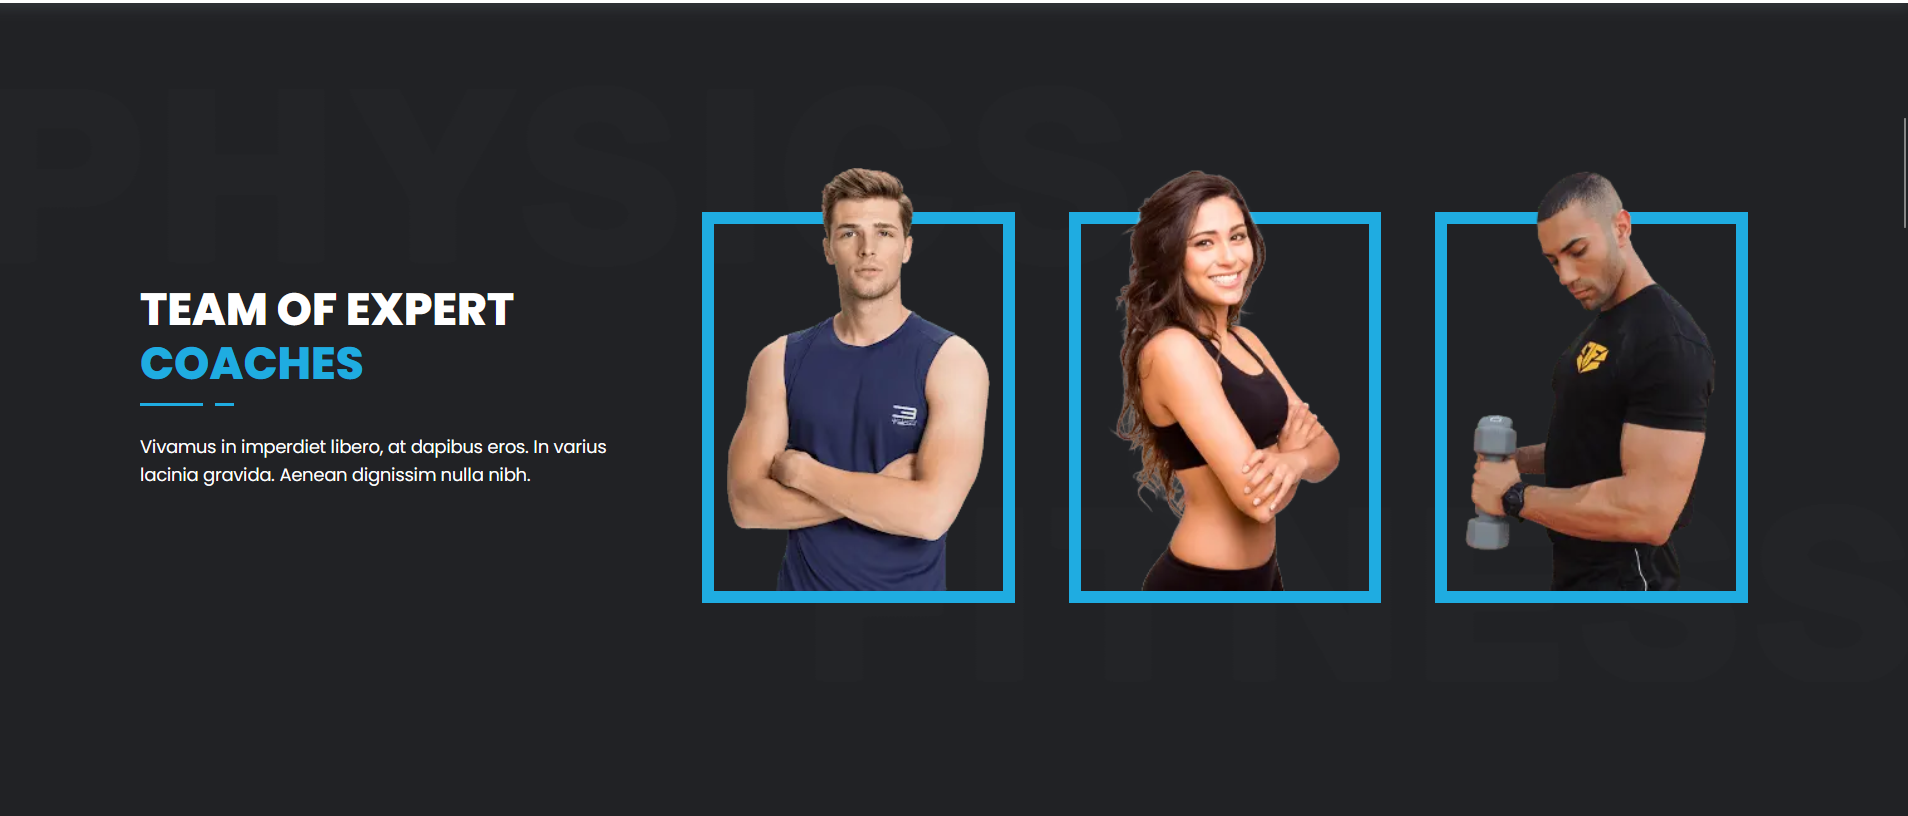 PHYSICS
TEAM OF EXPERT
COACHES
Vivamus in imperdiet libero, at dapibus eros. In varius
lacinia gravida. Aenean dignissim nulla nibh.
FITNESS